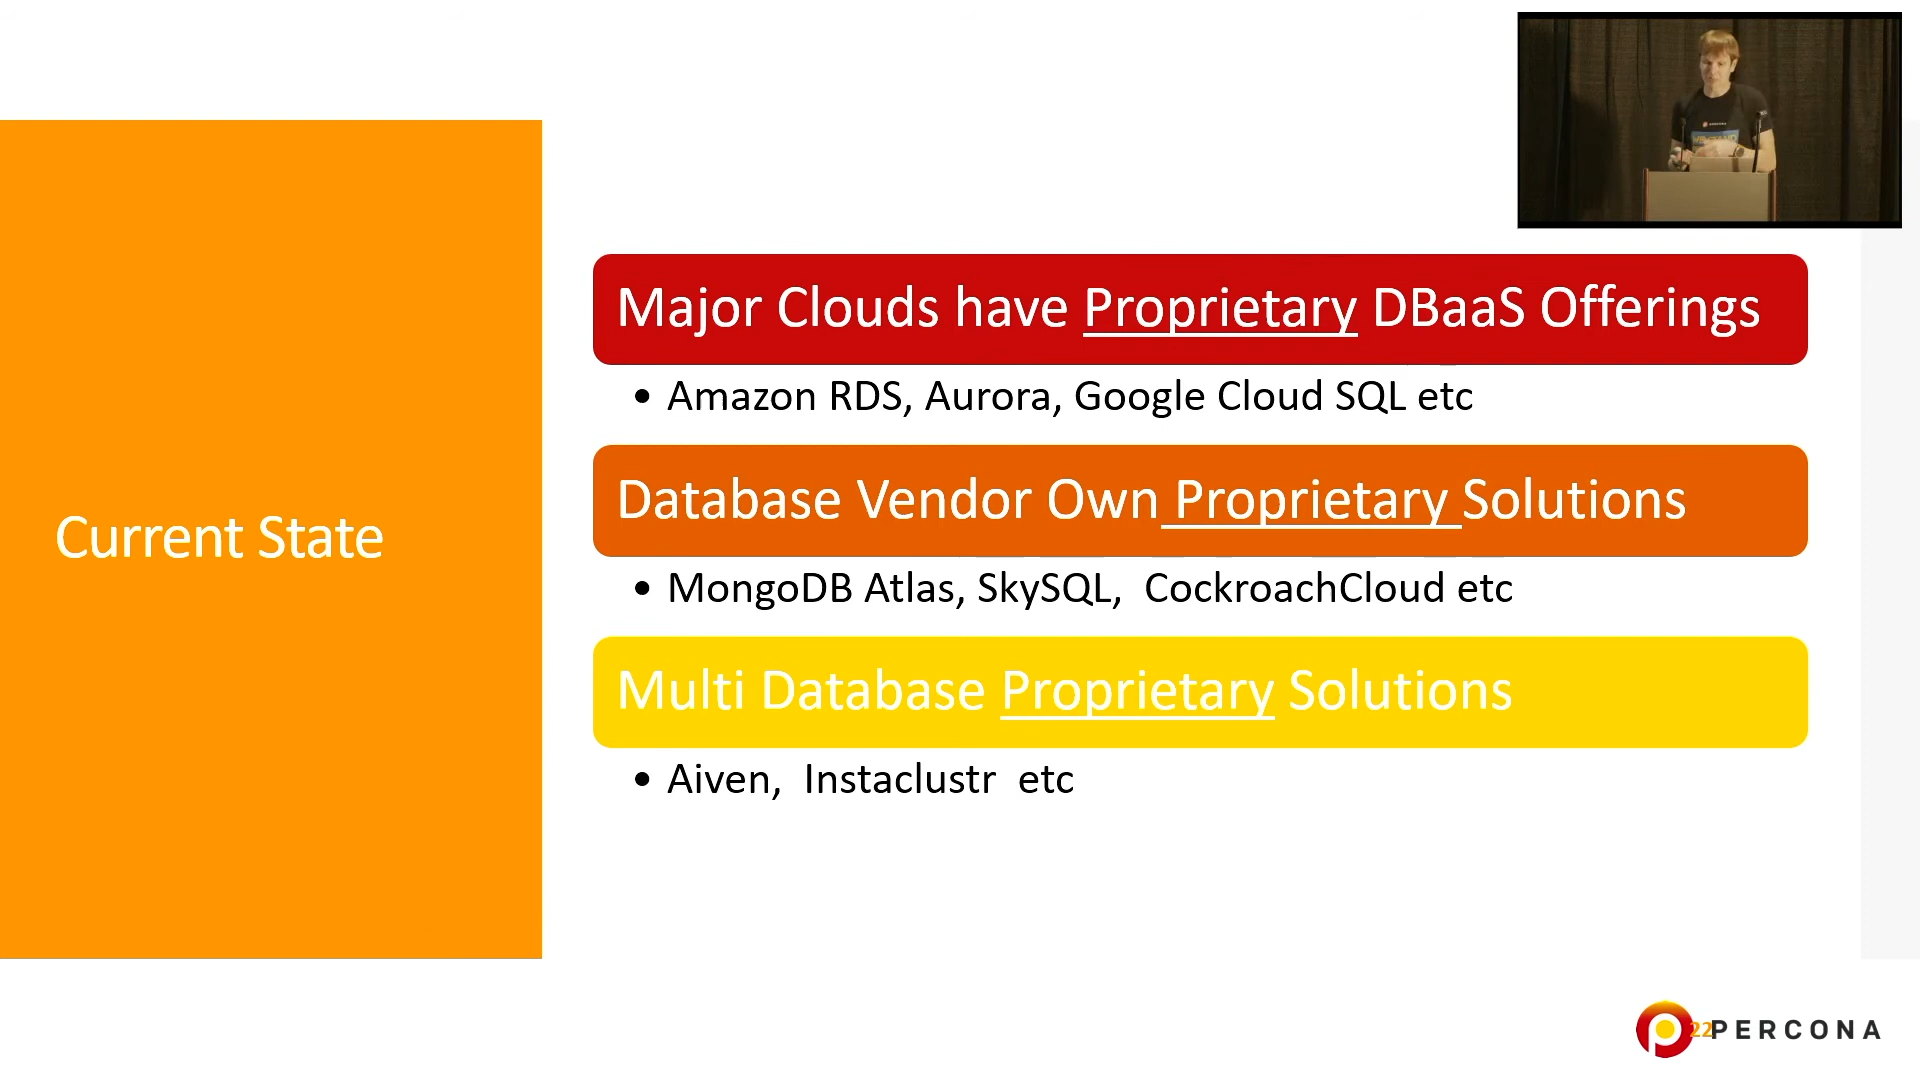 Current State
Major Clouds have Proprietary DBaaS Offerings
• Amazon RDS, Aurora, Google Cloud SQL etc
Database Vendor Own Proprietary Solutions
• MongoDB Atlas, SkySQL,  CockroachCloud etc
Multi Database Proprietary Solutions
• Aiven,  Instaclustr  etc
22
PERCONA